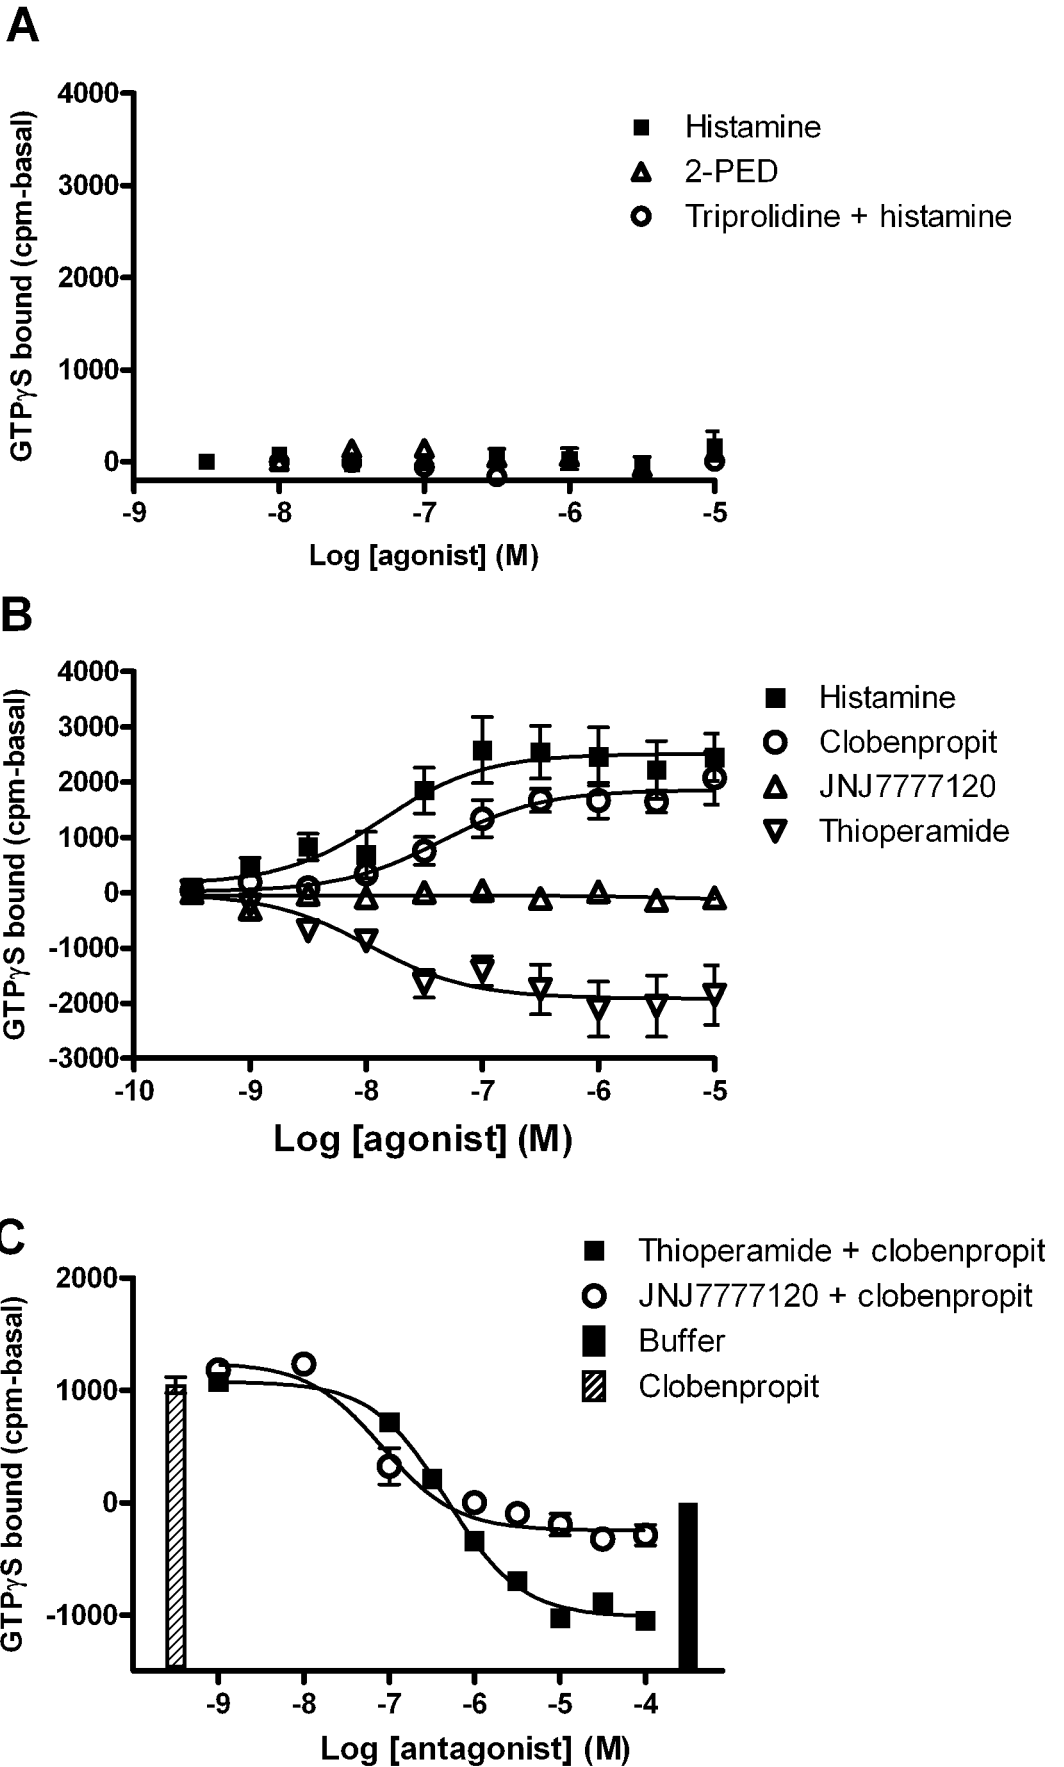 A
4000
3000
2000
1000
0
GTPγS bound (cpm-basal)
Histamine
2-PED
Triprolidine + histamine
-9 -8 -7 -6 -5
Log [agonist] (M)
B
4000
3000
2000
1000
0
-1000
-2000
-3000
GTPγS bound (cpm-basal)
Histamine
Clobenpropit
JNJ7777120
Thioperamide
-10 -9 -8 -7 -6 -5
Log [agonist] (M)
C
Thioperamide + clobenpropit
JNJ7777120 + clobenpropit
Buffer
Clobenpropit
2000
1000
0
-1000
GTPγS bound (cpm-basal)
-9 -8 -7 -6 -5 -4
Log [antagonist] (M)